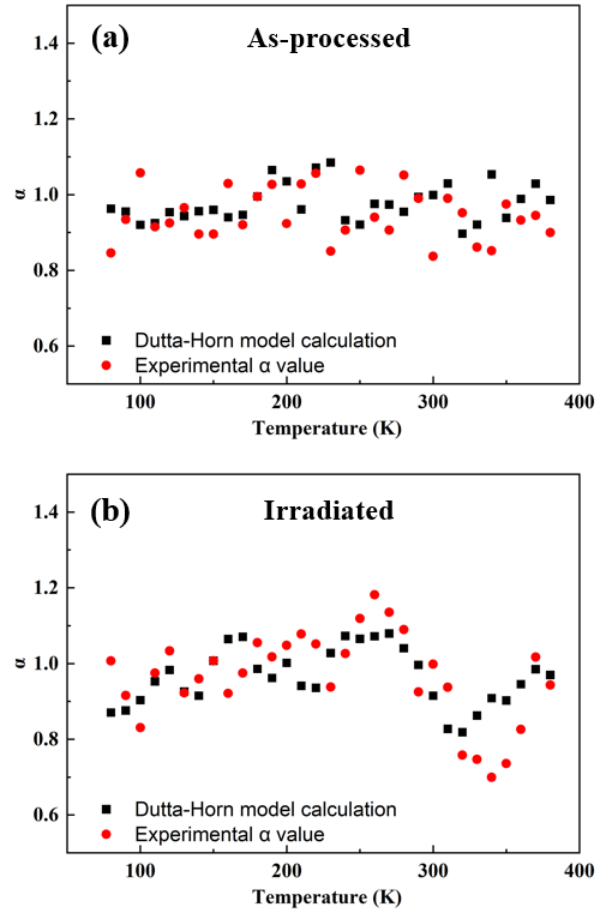 (a) As-processed
1.4
1.2
1.0
0.8
0.6
α
Dutta-Horn model calculation
Experimental α value
100 200 300 400
Temperature (K)
(b) Irradiated
1.4
1.2
1.0
0.8
0.6
α
Dutta-Horn model calculation
Experimental α value
100 200 300 400
Temperature (K)